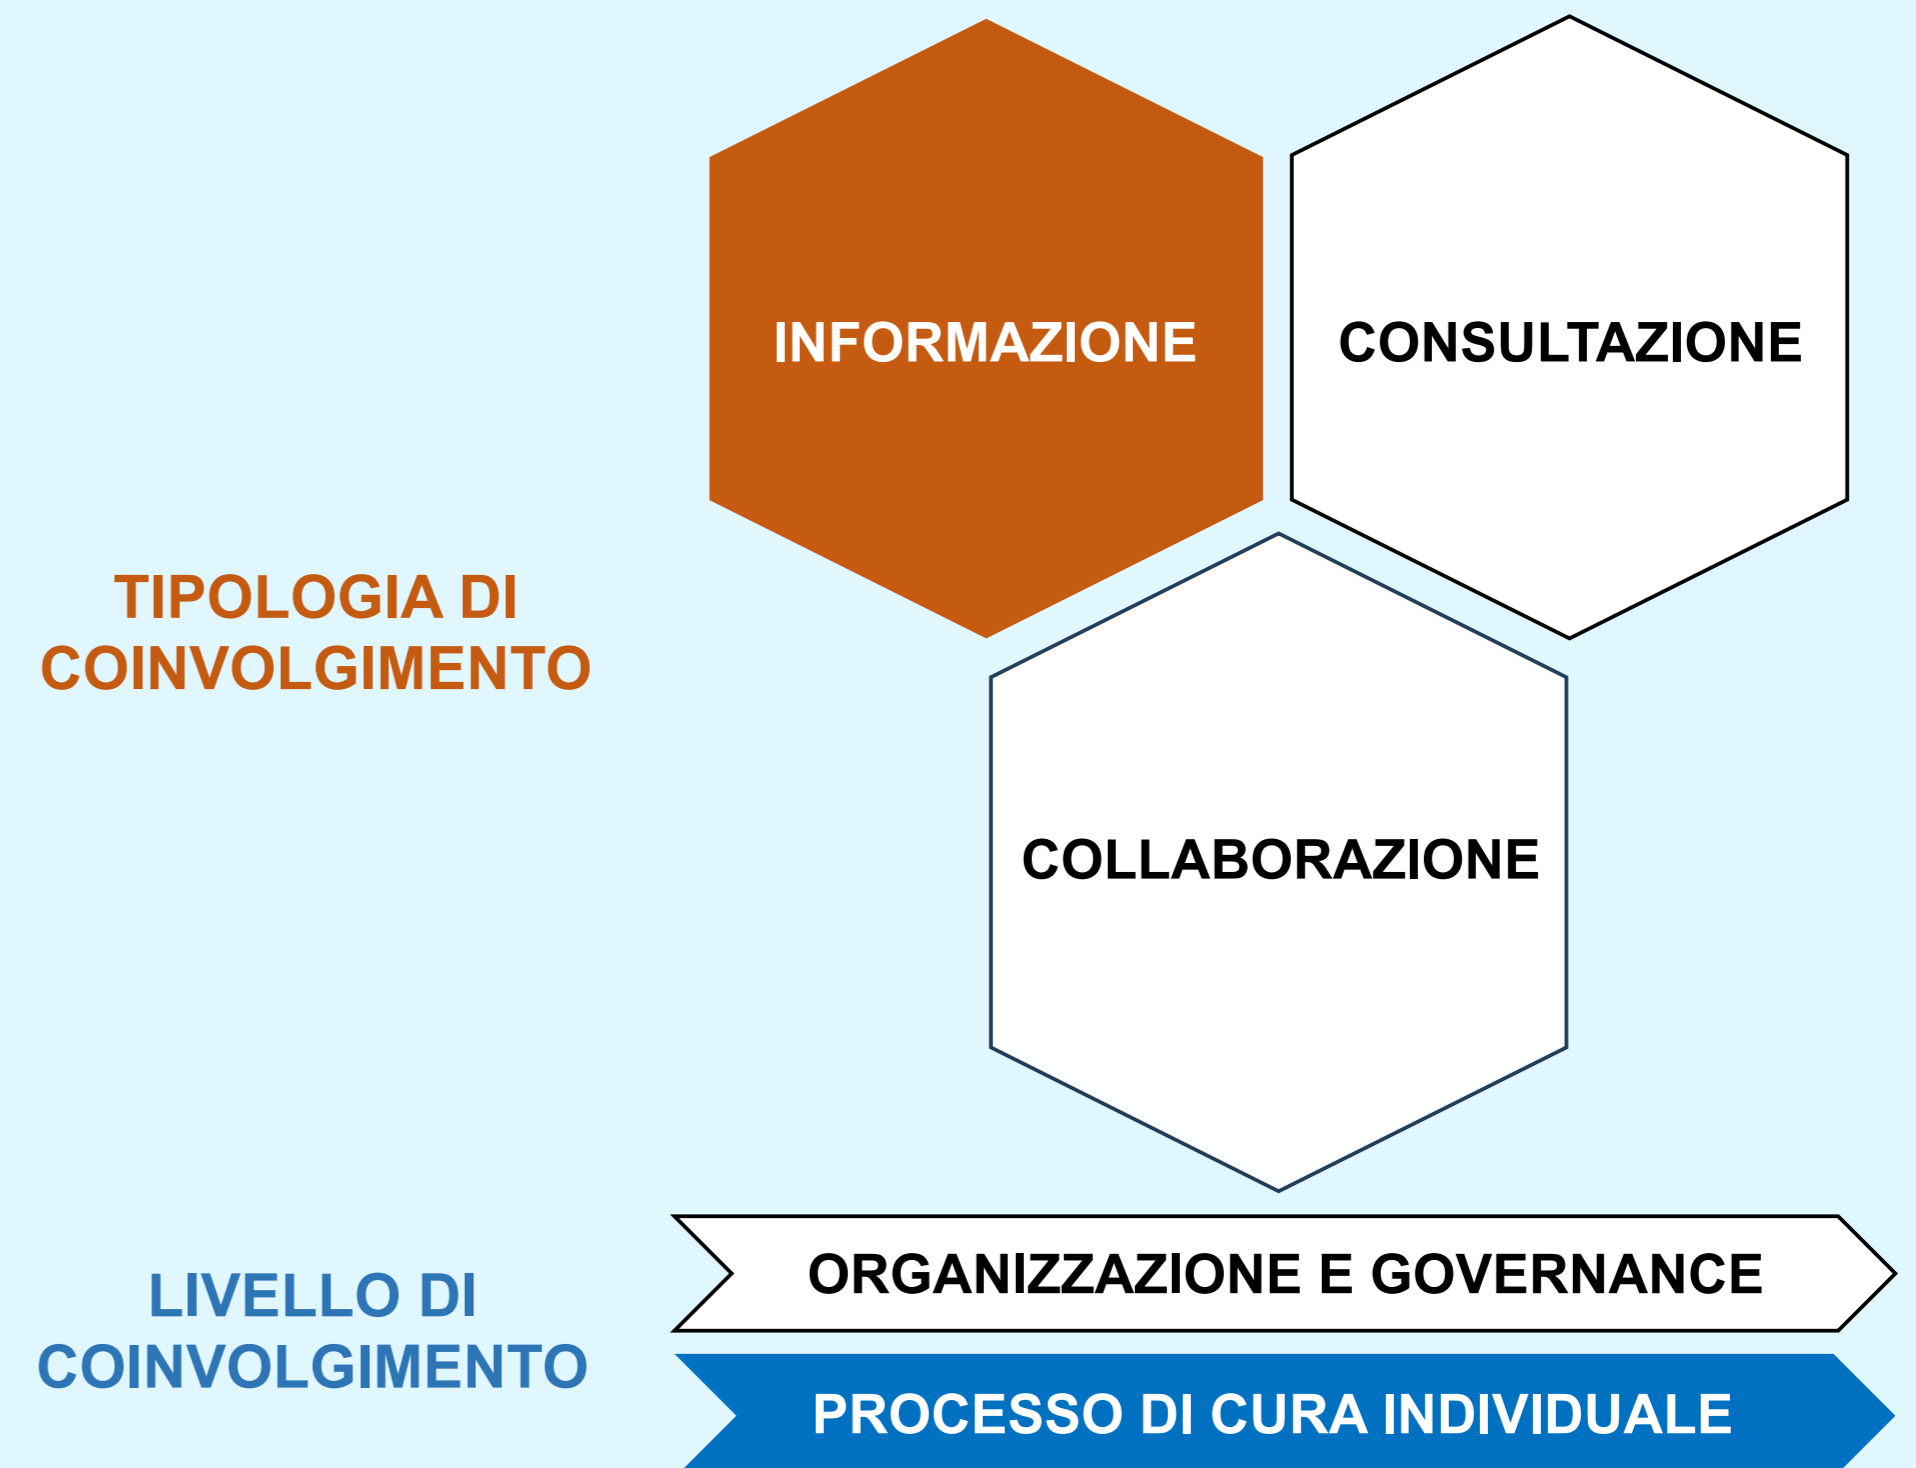 INFORMAZIONE
CONSULTAZIONE
TIPOLOGIA DI
COINVOLGIMENTO
COLLABORAZIONE
LIVELLO DI
COINVOLGIMENTO
ORGANIZZAZIONE E GOVERNANCE
PROCESSO DI CURA INDIVIDUALE